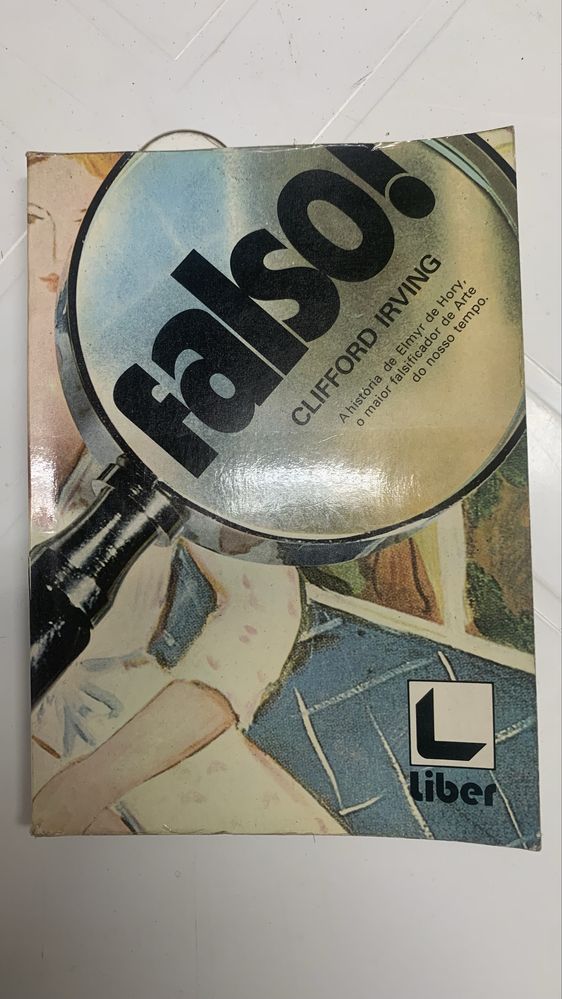 falso!
CLIFFORD IRVING
A história de Elmyr de Hory,
o maior falsificador de Arte
do nosso tempo.
L
Liber